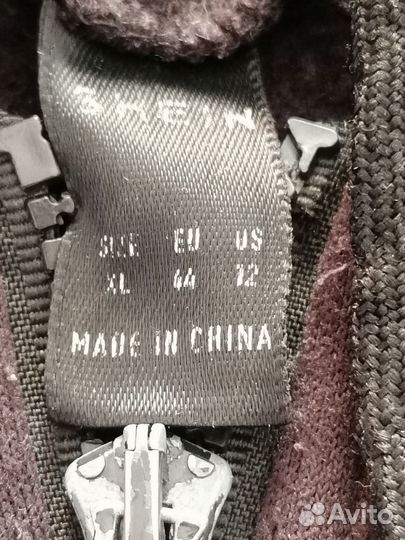 SHEIN
SIZE EU US
XL 44 12
MADE IN CHINA
Avito